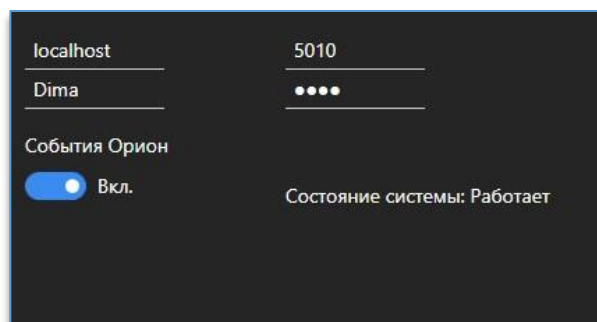 localhost 5010
Dima ●●●●
События Орион
Вкл.
Состояние системы: Работает